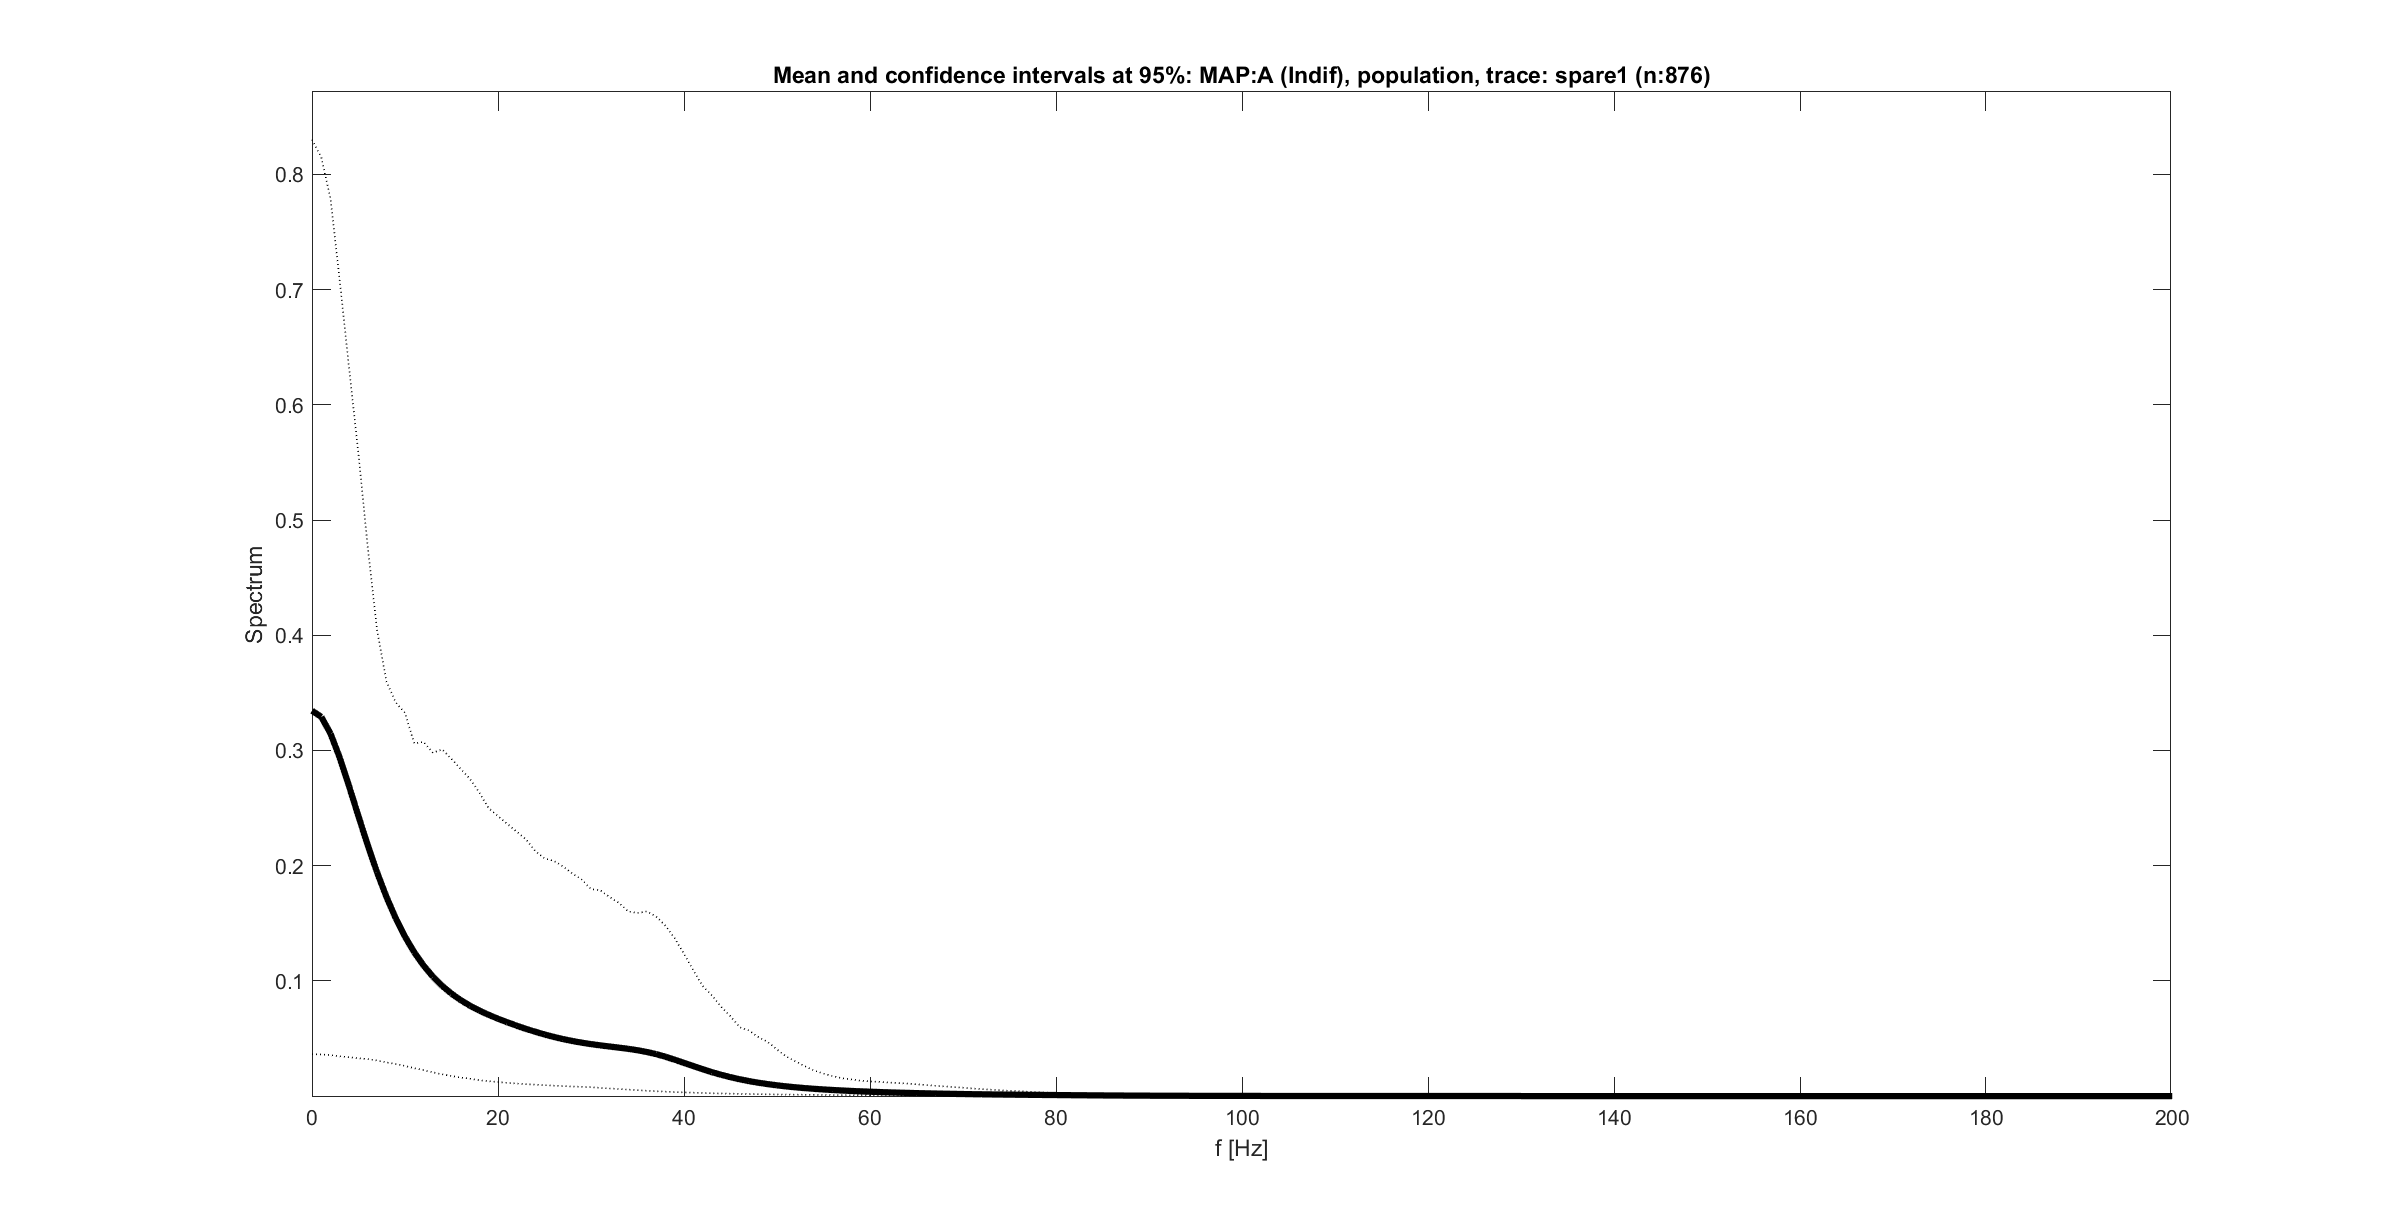 Mean and confidence intervals at 95%: MAP:A (Indif), population, trace: spare1 (n:876)
0.8
0.7
0.6
0.5
0.4
0.3
0.2
0.1
Spectrum
0 20 40 60 80 100 120 140 160 180 200
f [Hz]